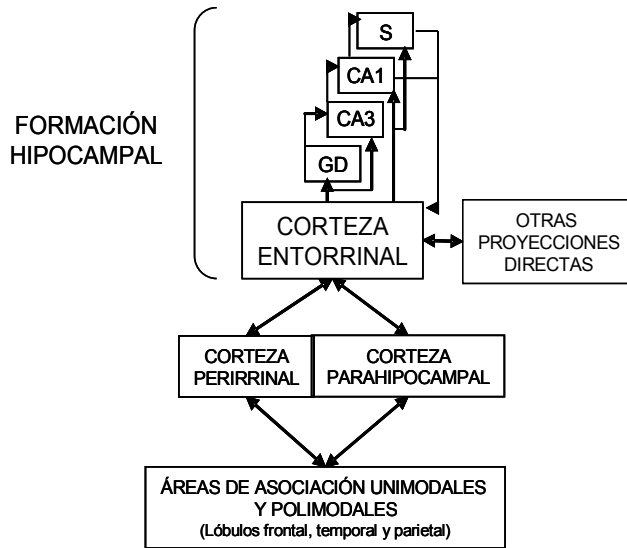 S
CA1
CA3
GD
FORMACIÓN
HIPOCAMPAL
CORTEZA
ENTORRINAL
OTRAS
PROYECCIONES
DIRECTAS
CORTEZA
PERIRRINAL
CORTEZA
PARAHIPOCAMPAL
ÁREAS DE ASOCIACIÓN UNIMODALES
Y POLIMODALES
(Lóbulos frontal, temporal y parietal)